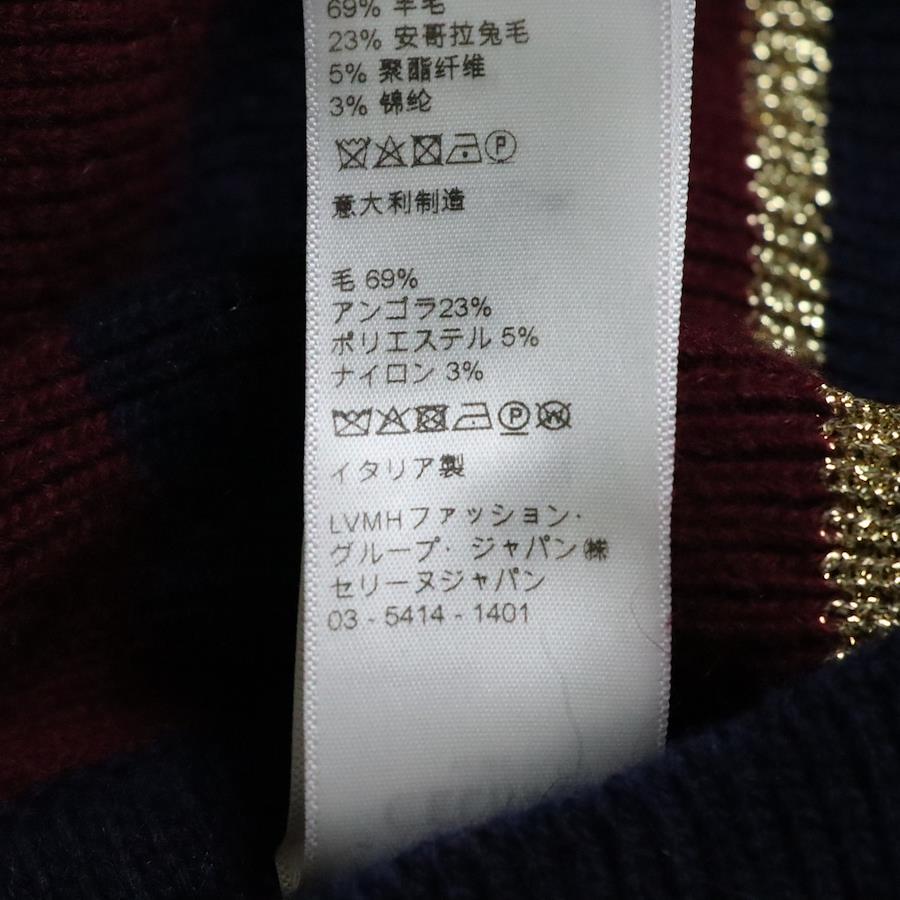 69% 羊毛
23% 安哥拉兔毛
5% 聚酯纤维
3% 锦纶
P
意大利制造
毛 69%
アンゴラ23%
ポリエステル 5%
ナイロン 3%
P W
イタリア製
LVMHファッション·
グループ· ジャパン㈱
セリーヌジャパン
03 - 5414 - 1401